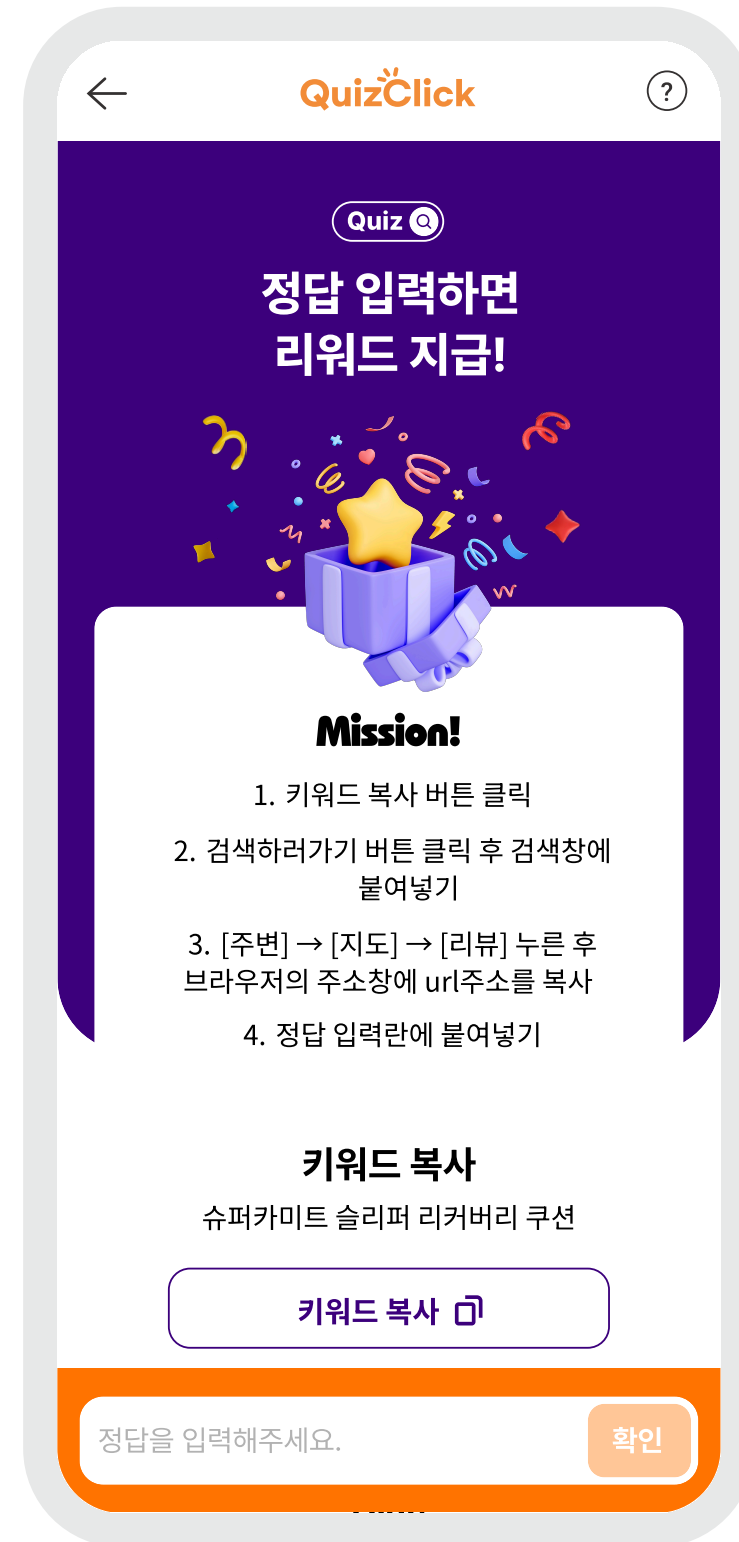 QuizClick
?
Quiz
정답 입력하면
리워드 지급!
Mission!
1. 키워드 복사 버튼 클릭
2. 검색하러가기 버튼 클릭 후 검색창에
붙여넣기
3. [주변] → [지도] → [리뷰] 누른 후
브라우저의 주소창에 url주소를 복사
4. 정답 입력란에 붙여넣기
키워드 복사
슈퍼카미트 슬리퍼 리커버리 쿠션
키워드 복사
정답을 입력해주세요.
확인